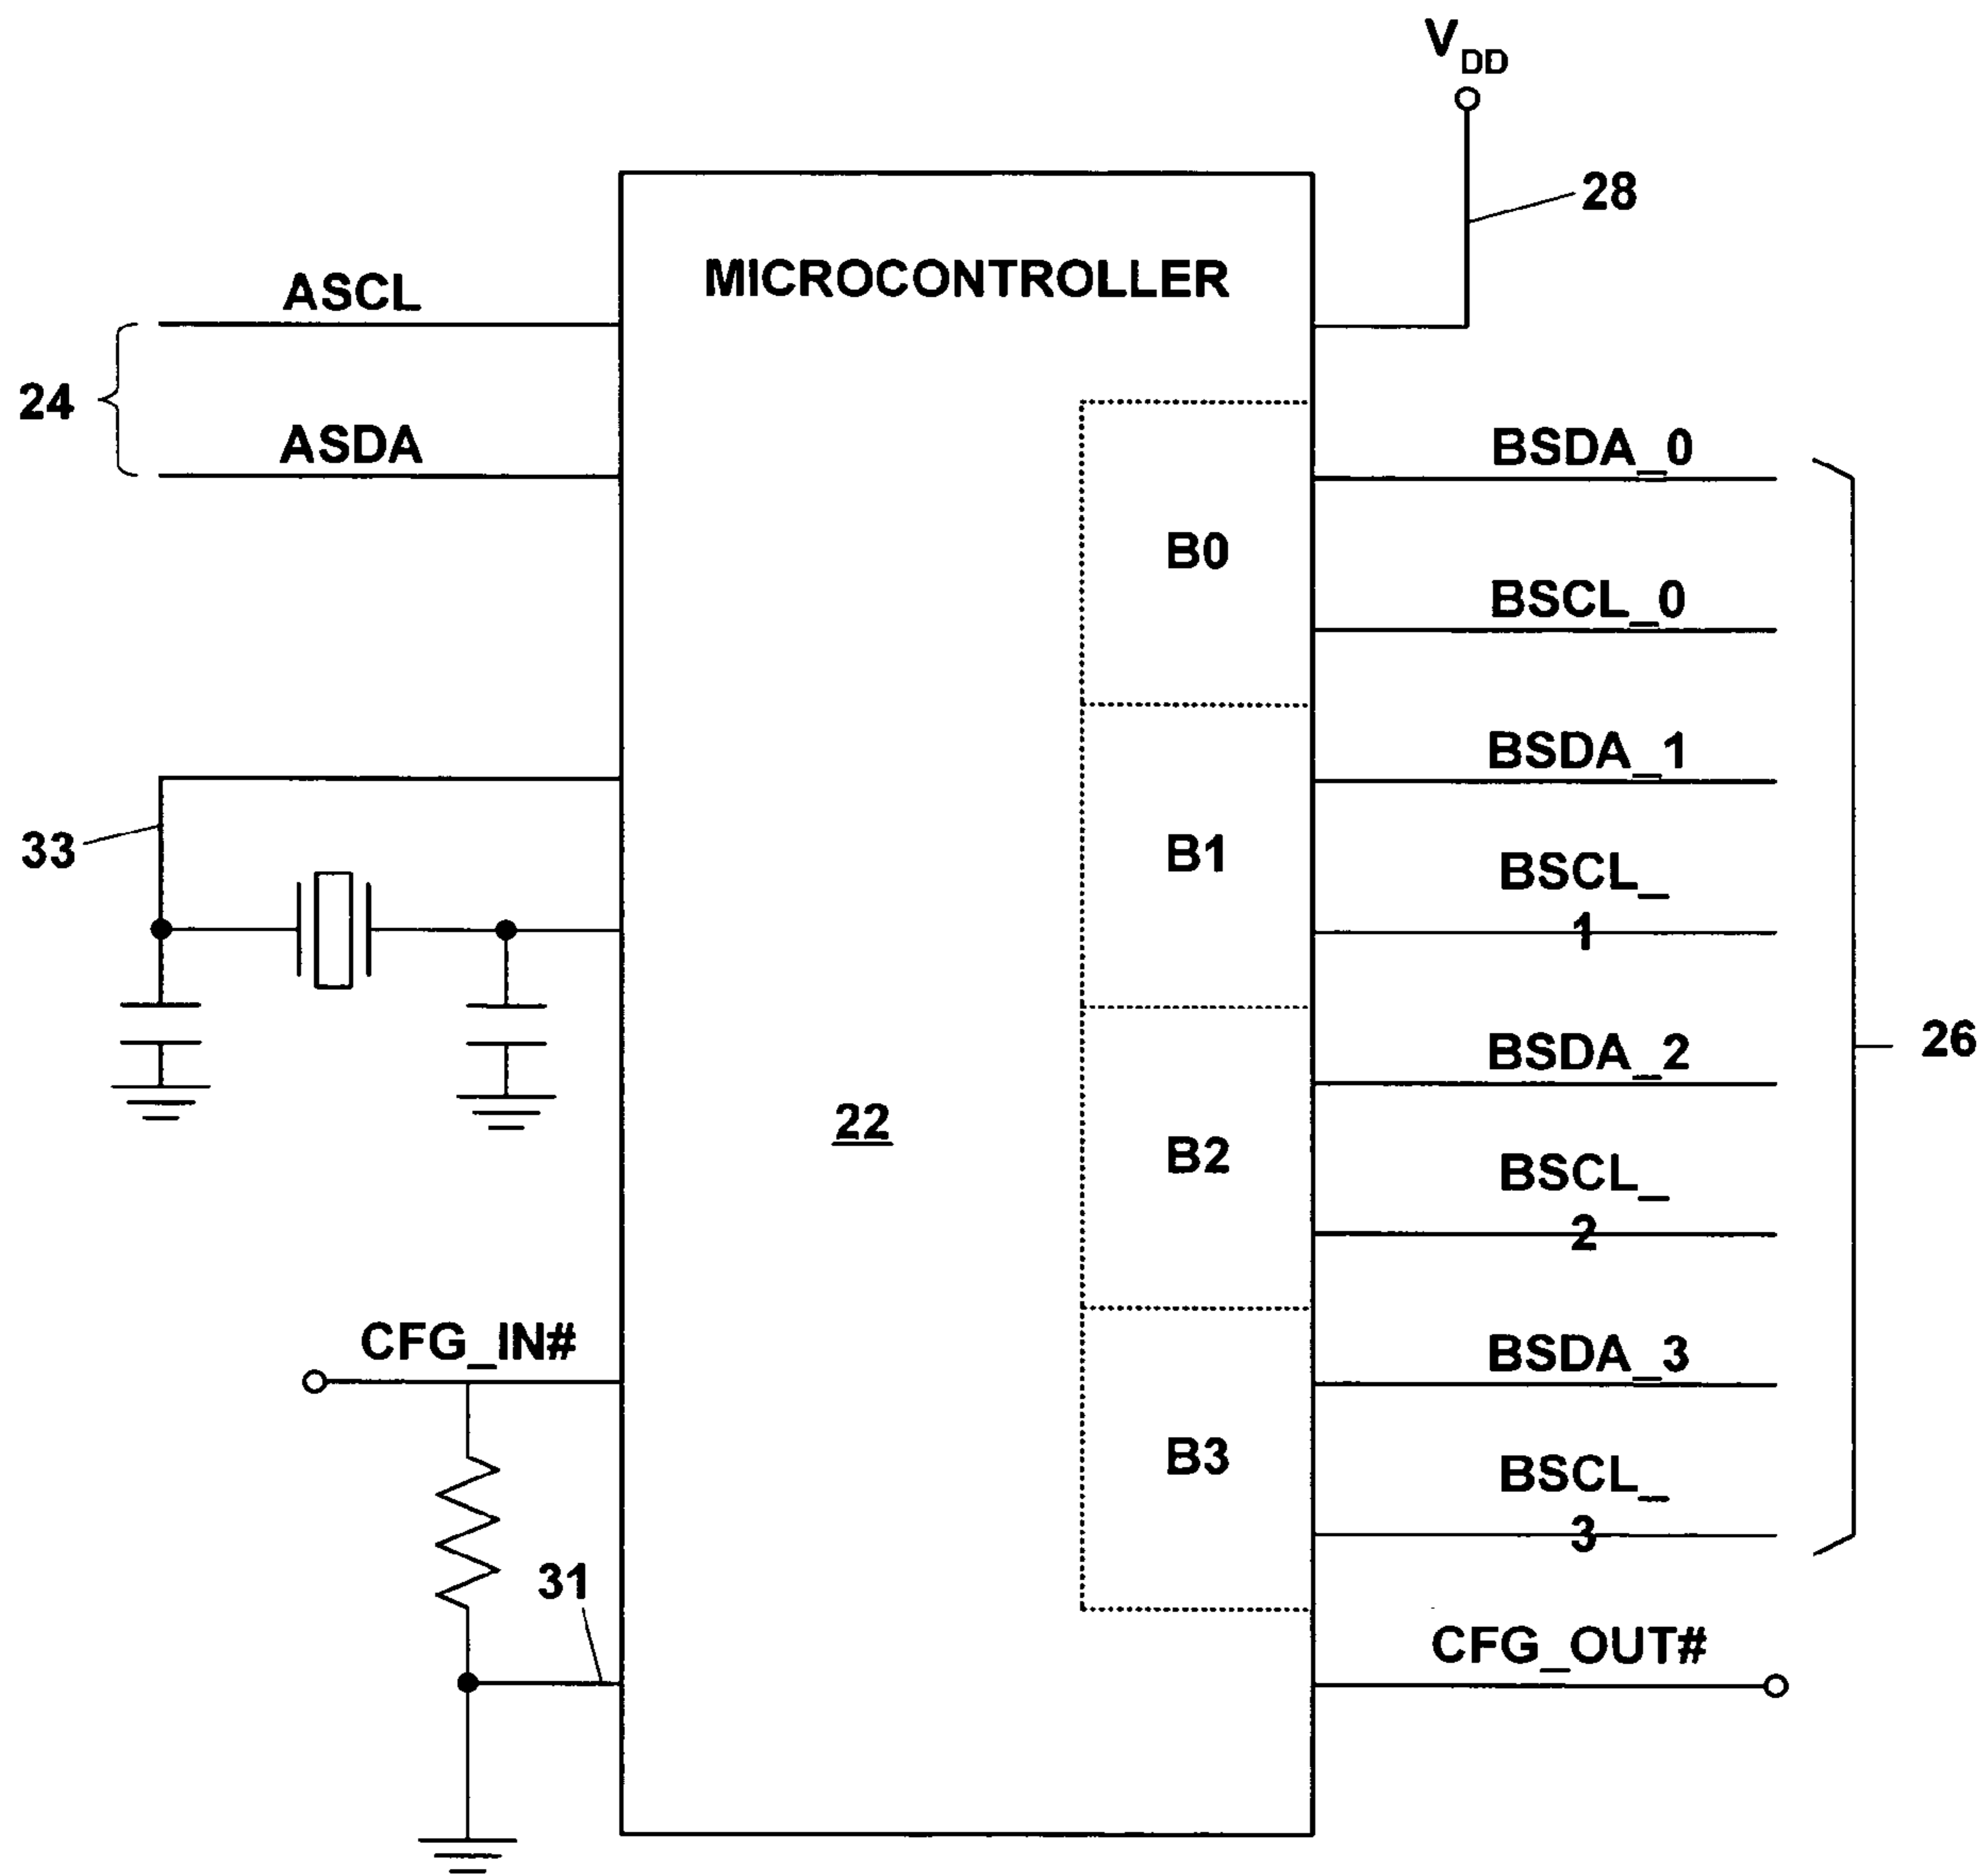 V_DD
28
MICROCONTROLLER
ASCL
24
ASDA
BSDA_0
B0
BSCL_0
BSDA_1
33
B1
BSCL_
1
26
BSDA_2
22
B2
BSCL_
2
CFG_IN#
BSDA_3
B3
BSCL_
3
31
CFG_OUT#